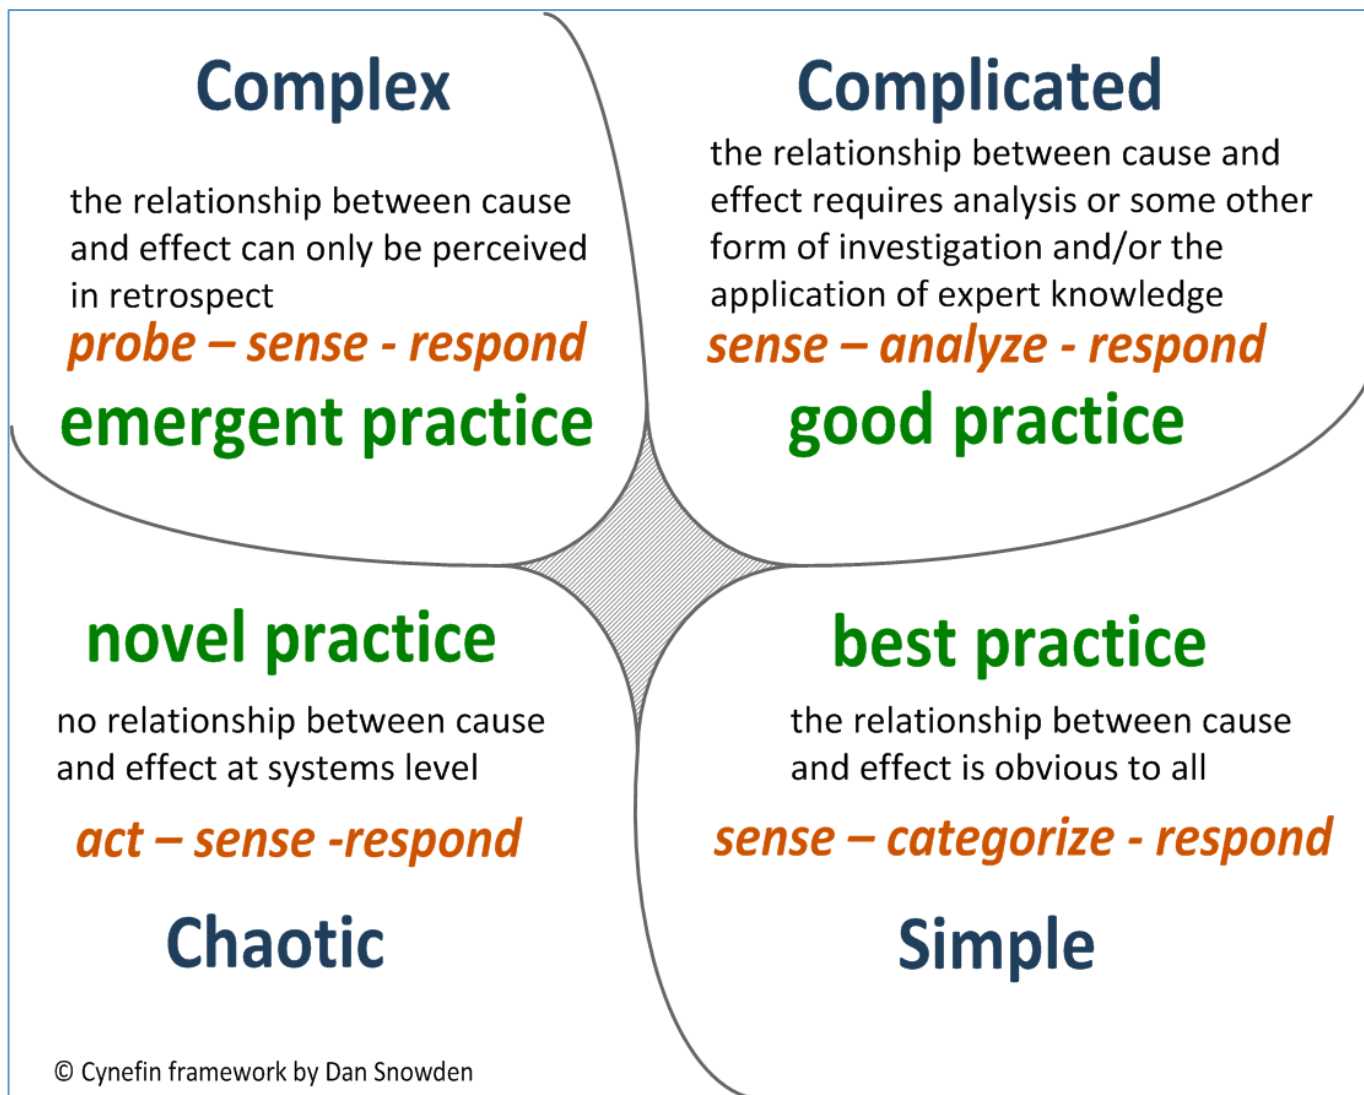 Complex
the relationship between cause
and effect can only be perceived
in retrospect
probe – sense - respond
emergent practice
Complicated
the relationship between cause and
effect requires analysis or some other
form of investigation and/or the
application of expert knowledge
sense – analyze - respond
good practice
novel practice
no relationship between cause
and effect at systems level
act – sense -respond
Chaotic
best practice
the relationship between cause
and effect is obvious to all
sense – categorize - respond
Simple
© Cynefin framework by Dan Snowden